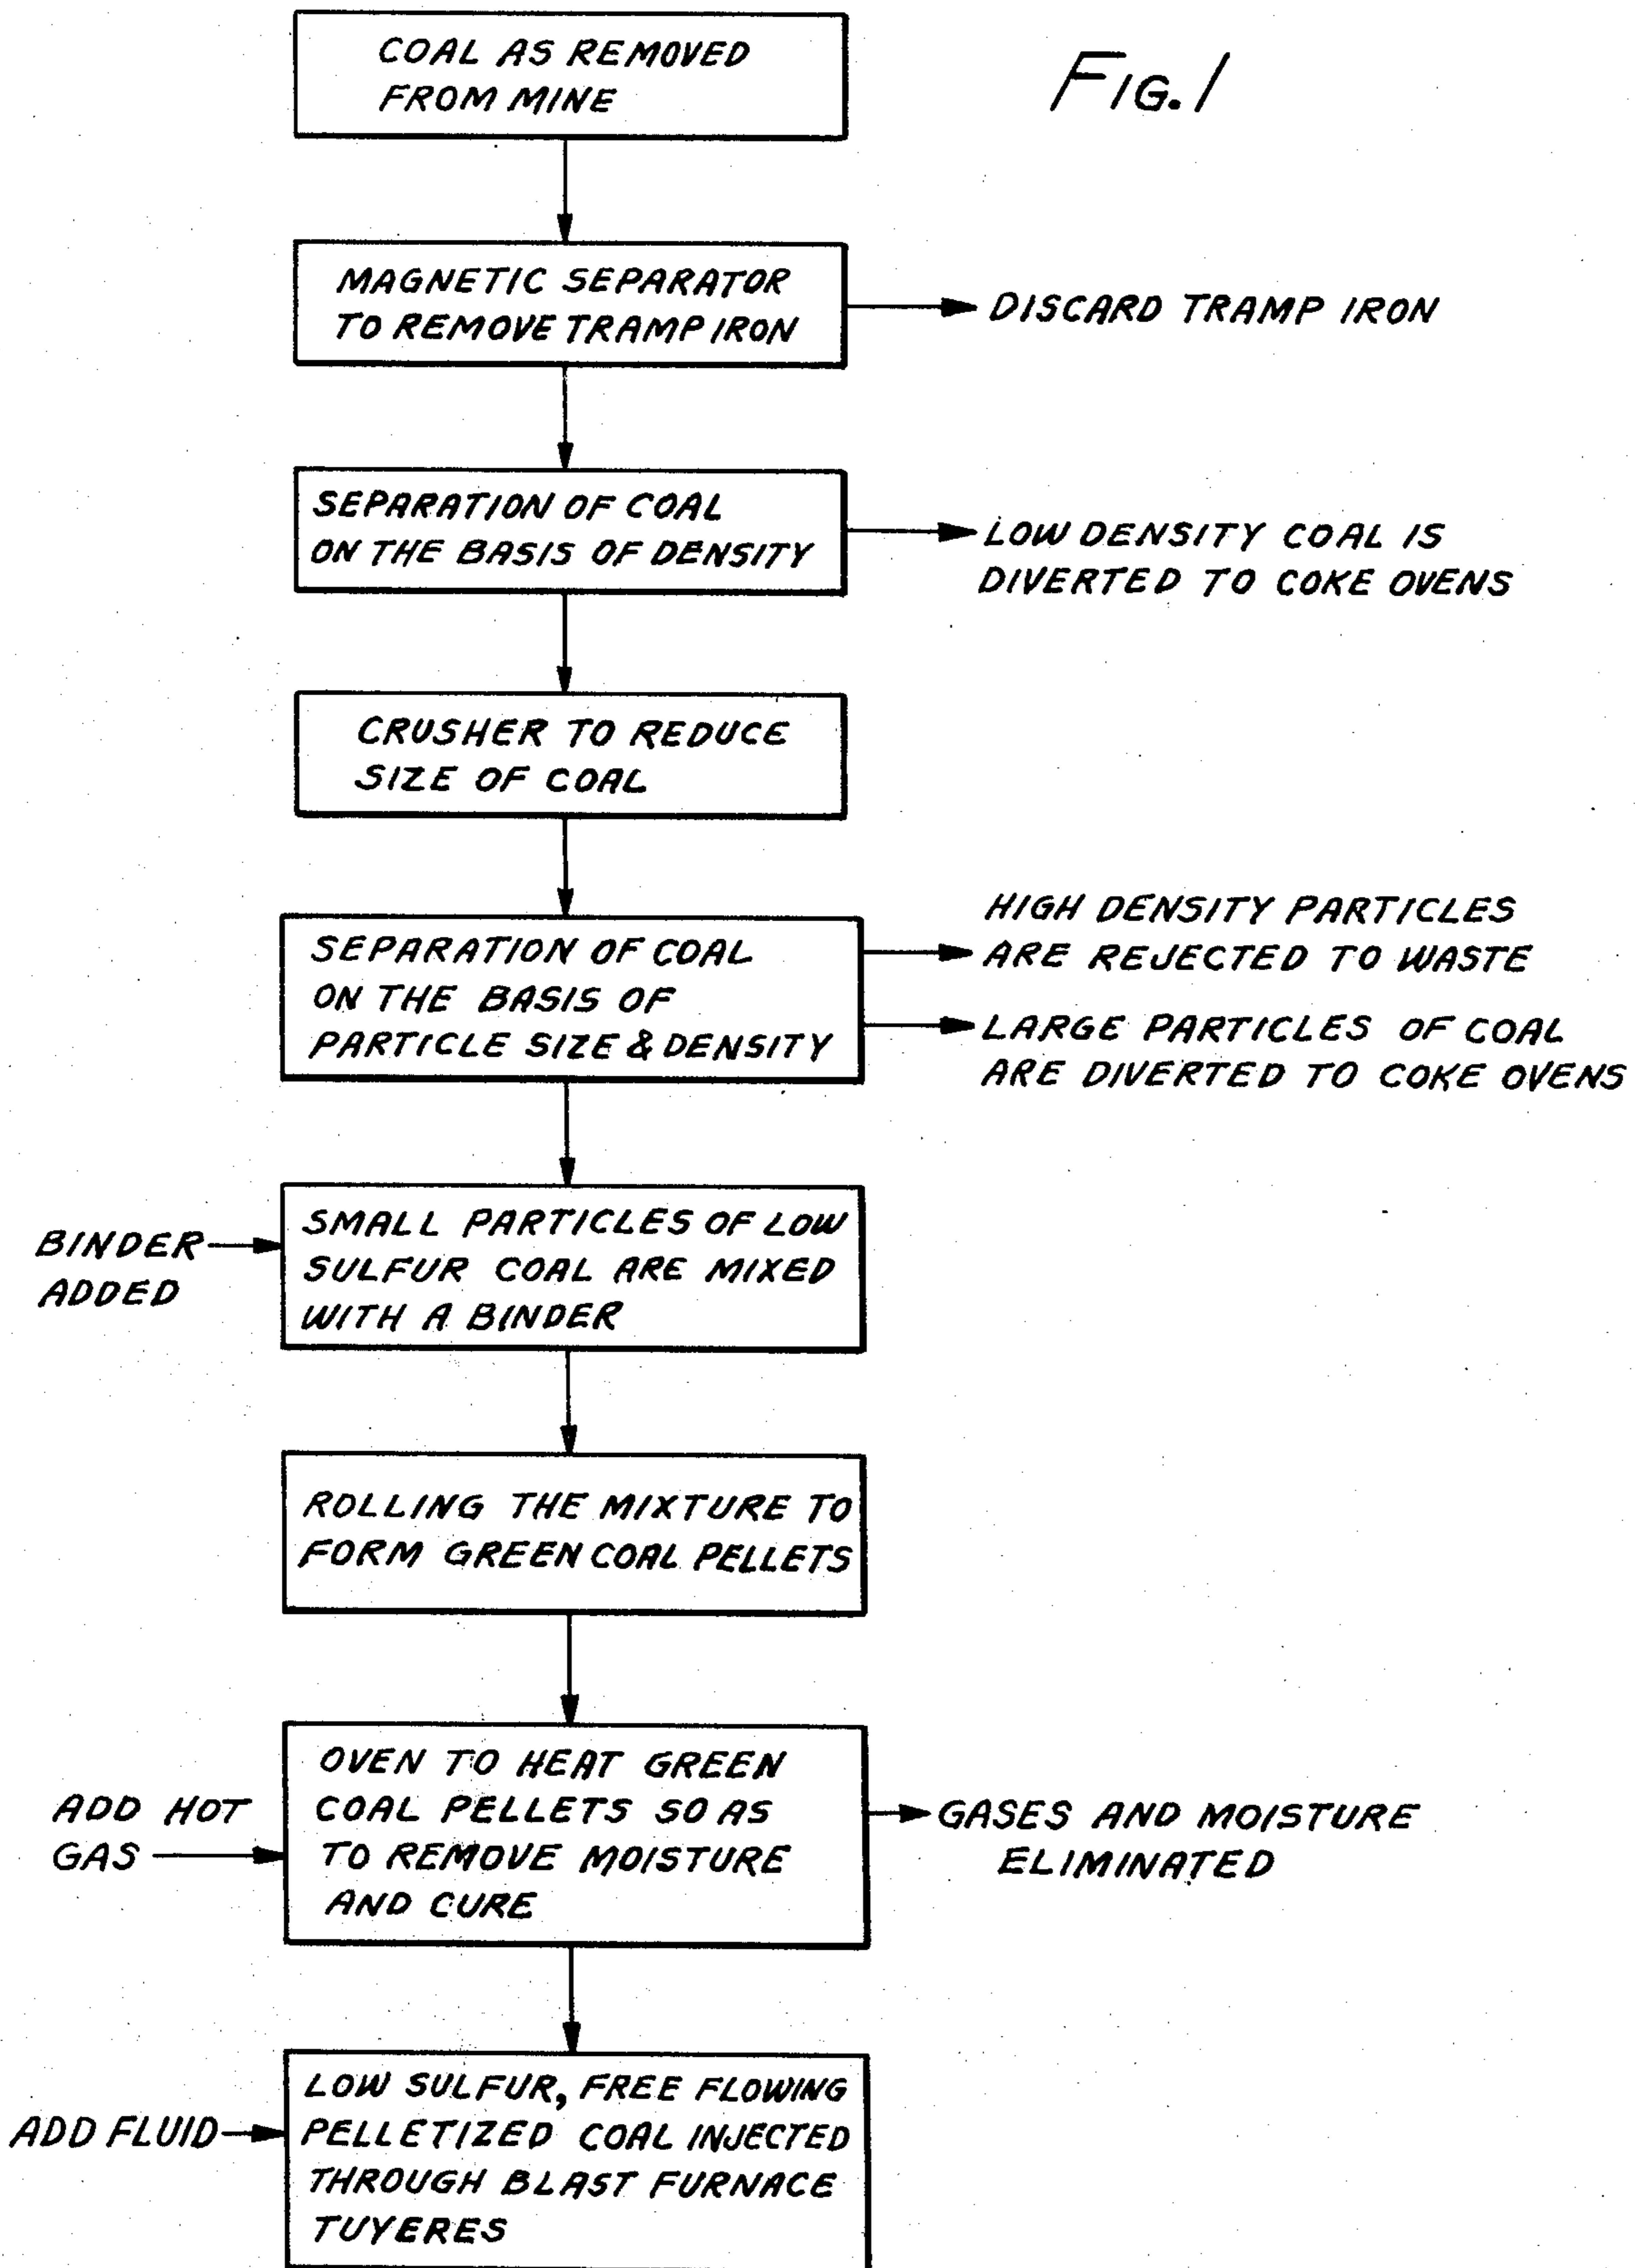 COAL AS REMOVED
FROM MINE
FIG. 1
MAGNETIC SEPARATOR
TO REMOVE TRAMP IRON
DISCARD TRAMP IRON
SEPARATION OF COAL
ON THE BASIS OF DENSITY
LOW DENSITY COAL IS
DIVERTED TO COKE OVENS
CRUSHER TO REDUCE
SIZE OF COAL
SEPARATION OF COAL
ON THE BASIS OF
PARTICLE SIZE & DENSITY
HIGH DENSITY PARTICLES
ARE REJECTED TO WASTE
LARGE PARTICLES OF COAL
ARE DIVERTED TO COKE OVENS
BINDER
ADDED
SMALL PARTICLES OF LOW
SULFUR COAL ARE MIXED
WITH A BINDER
ROLLING THE MIXTURE TO
FORM GREEN COAL PELLETS
ADD HOT
GAS
OVEN TO HEAT GREEN
COAL PELLETS SO AS
TO REMOVE MOISTURE
AND CURE
GASES AND MOISTURE
ELIMINATED
ADD FLUID
LOW SULFUR, FREE FLOWING
PELLETIZED COAL INJECTED
THROUGH BLAST FURNACE
TUYERES